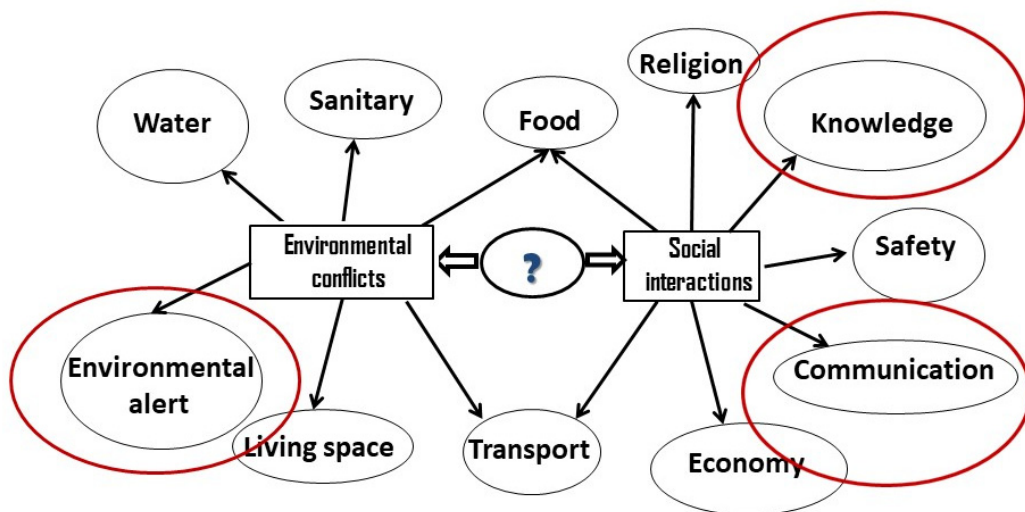 Religion
Sanitary
Water
Food
Knowledge
Environmental
conflicts
?
Social
interactions
Safety
Environmental
alert
Communication
Living space
Transport
Economy